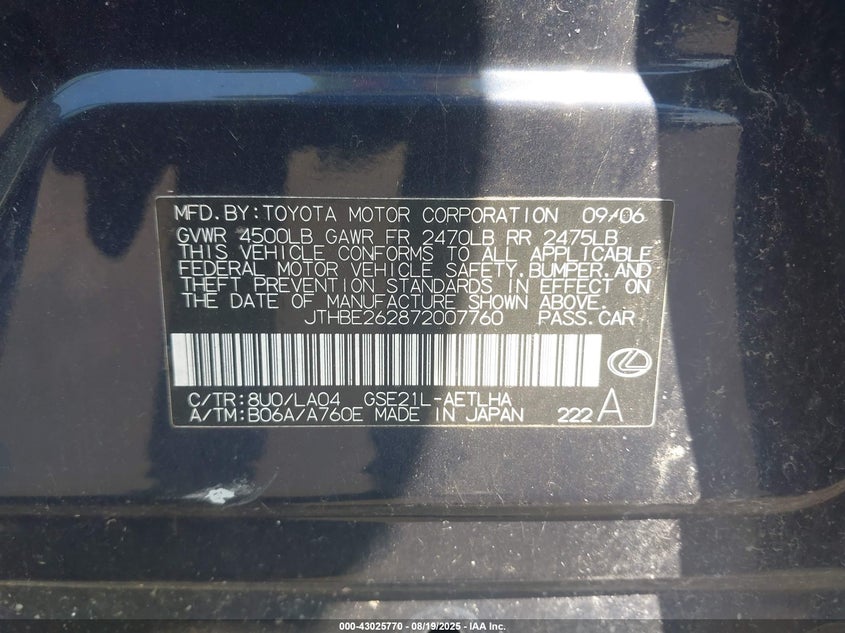 MFD.BY:TOYOTA MOTOR CORPORATION 09/06
GVWR 4500LB GAWR FR 2470LB RR 2475LB
THIS VEHICLE CONFORMS TO ALL APPLICABLE
FEDERAL MOTOR VEHICLE SAFETY,BUMPER,AND
THEFT PREVENTION STANDARDS IN EFFECT ON
THE DATE OF MANUFACTURE SHOWN ABOVE.
JTHBE262872007760 PASS.CAR
C/TR:8U0/LA04 GSE21L-AETLHA
A/TM:B06A/A760E MADE IN JAPAN 222 A
000-43025770 - 08/19/2025 - IAA Inc.